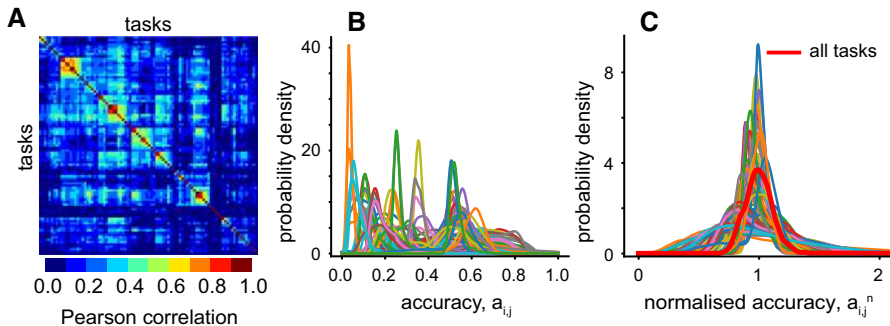 A
tasks
tasks
0.0 0.2 0.4 0.6 0.8 1.0
Pearson correlation
B
probability density
40
20
0
0.0 0.2 0.4 0.6 0.8 1.0
accuracy, a i,j
C
all tasks
probability density
8
4
0
0 1 2
normalised accuracy, a i,j n